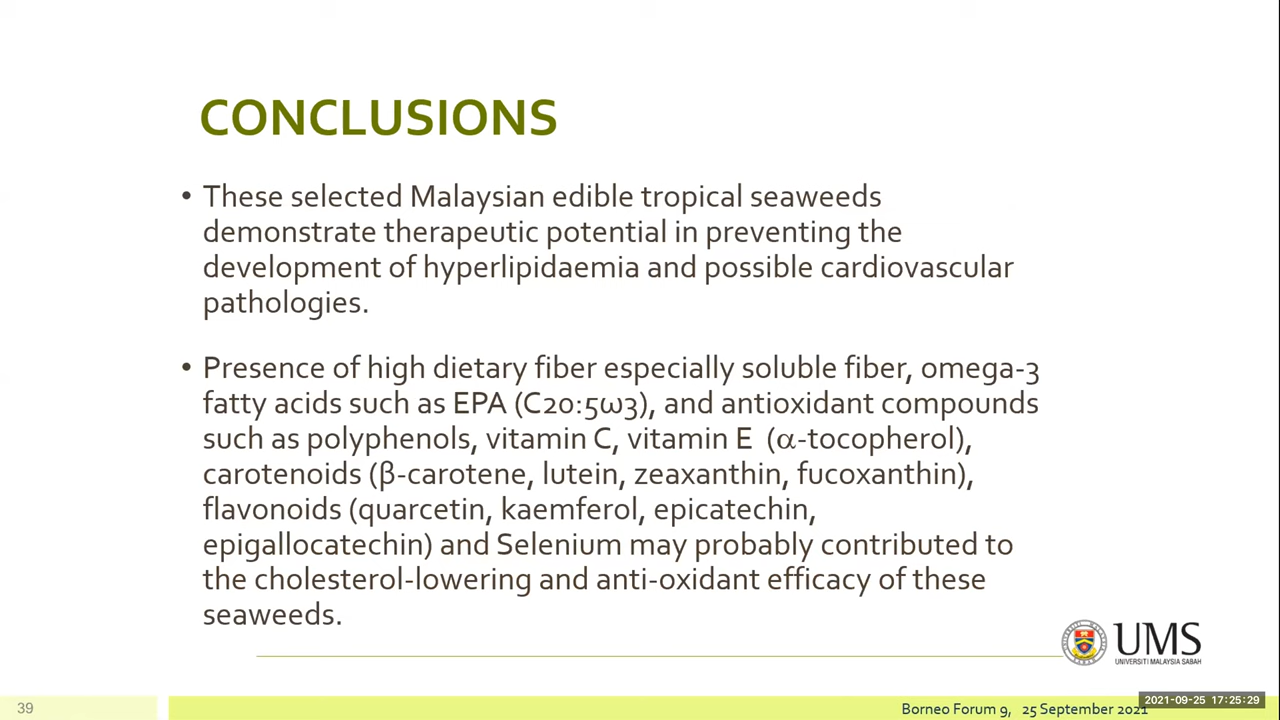 CONCLUSIONS
• These selected Malaysian edible tropical seaweeds
demonstrate therapeutic potential in preventing the
development of hyperlipidaemia and possible cardiovascular
pathologies.
• Presence of high dietary fiber especially soluble fiber, omega-3
fatty acids such as EPA (C20:5ω3), and antioxidant compounds
such as polyphenols, vitamin C, vitamin E (α-tocopherol),
carotenoids (β-carotene, lutein, zeaxanthin, fucoxanthin),
flavonoids (quarcetin, kaemferol, epicatechin,
epigallocatechin) and Selenium may probably contributed to
the cholesterol-lowering and anti-oxidant efficacy of these
seaweeds.
UMS
UNIVERSITI MALAYSIA SABAH
39
Borneo Forum 9, 25 September 2021
2021-09-25 17:25:29